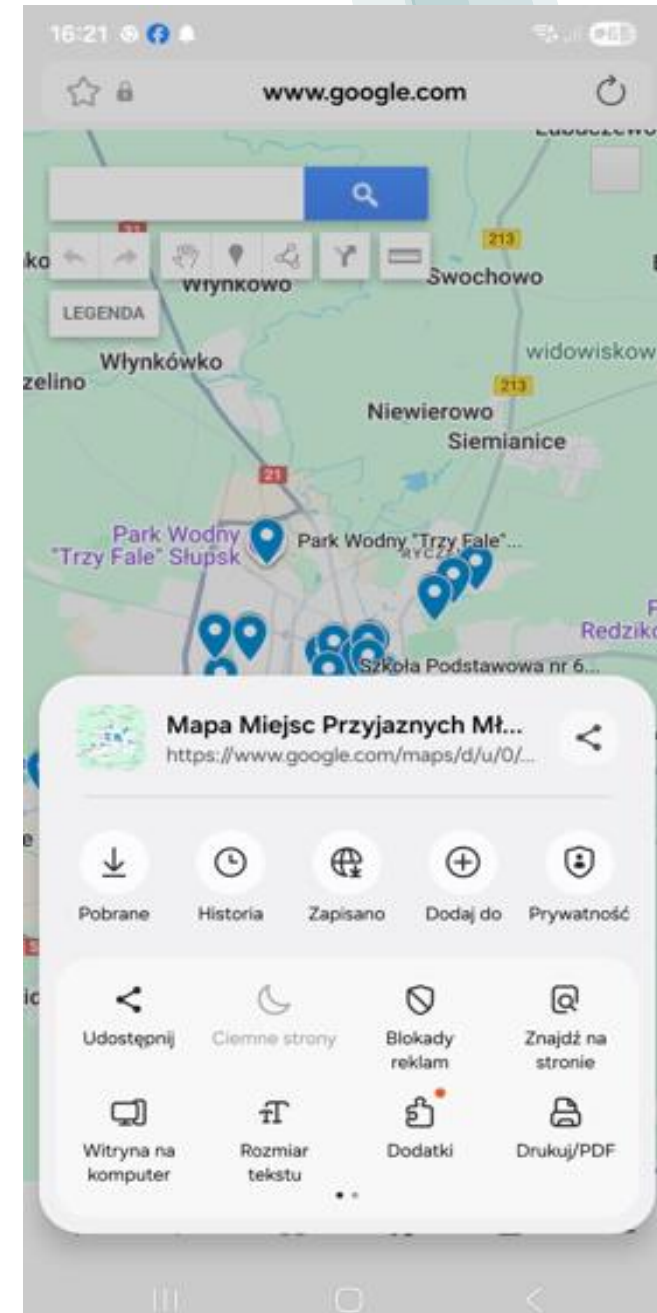 16:21
www.google.com
213
Swochowo
Włynkowo
LEGENDA
widowiskow
Włynkówko
zelino
213
Niewierowo
Siemianice
21
Park Wodny
"Trzy Fale" Słupsk
Park Wodny "Trzy Fale"...
Redziko
Szkoła Podstawowa nr 6...
Mapa Miejsc Przyjaznych Mł...
https://www.google.com/maps/d/u/0/...
Pobrane
Historia
Zapisano
Dodaj do
Prywatność
Udostępnij
Ciemne strony
Blokady
reklam
Znajdź na
stronie
Witryna na
komputer
Rozmiar
tekstu
Dodatki
Drukuj/PDF